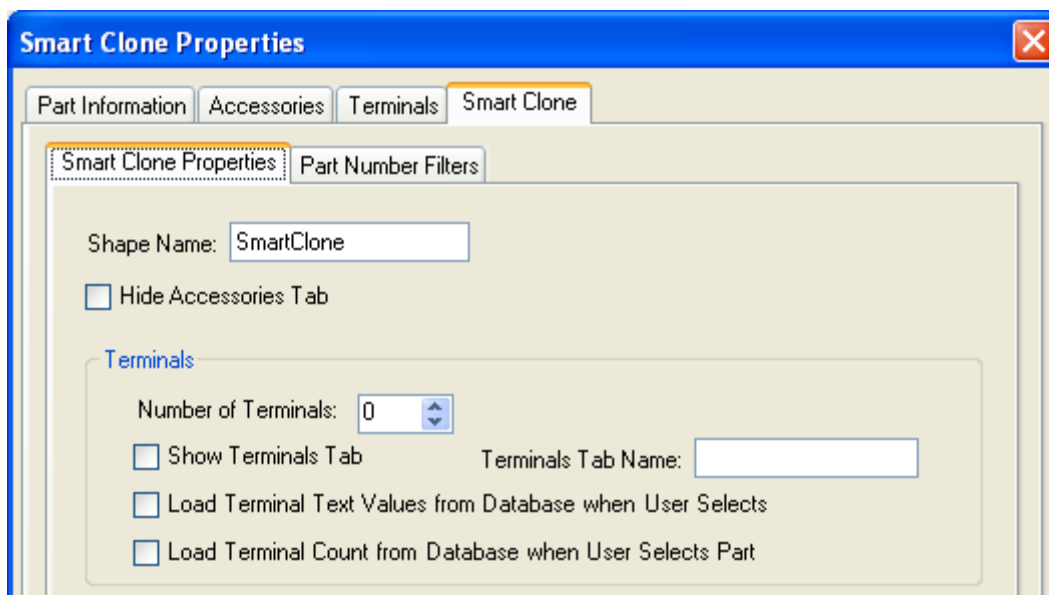 Smart Clone Properties
Part Information Accessories Terminals Smart Clone
Smart Clone Properties Part Number Filters
Shape Name: SmartClone
Hide Accessories Tab
Terminals
Number of Terminals: 0
Show Terminals Tab Terminals Tab Name:
Load Terminal Text Values from Database when User Selects
Load Terminal Count from Database when User Selects Part